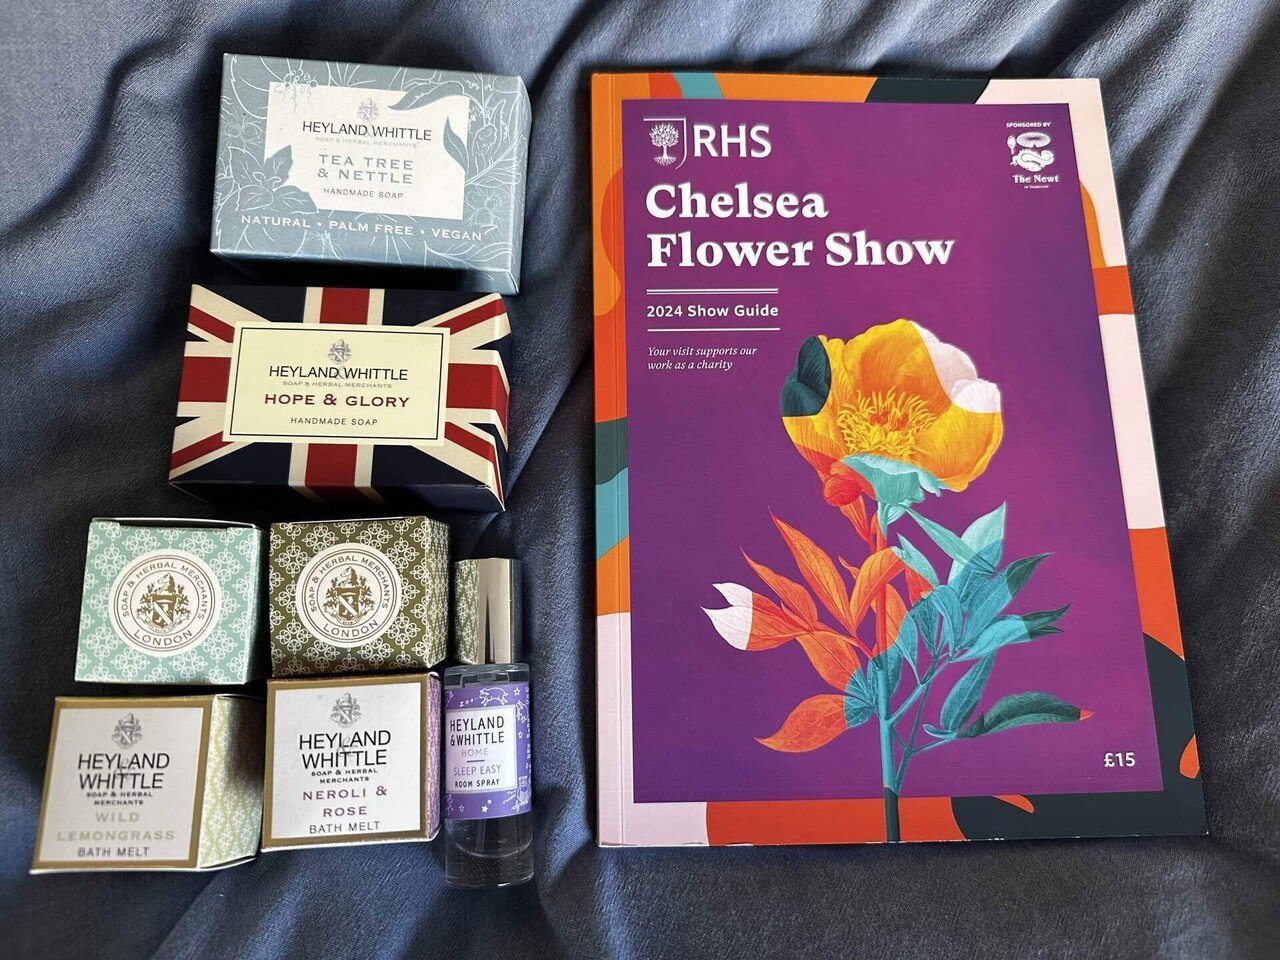 HEYLAND & WHITTLE
SOAP & HERBAL MERCHANTS
TEA TREE
& NETTLE
HANDMADE SOAP
NATURAL • PALM FREE • VEGAN
HEYLAND & WHITTLE
SOAP & HERBAL MERCHANTS
HOPE & GLORY
HANDMADE SOAP
SOAP & HERBAL MERCHANTS
LONDON
SOAP & HERBAL MERCHANTS
LONDON
HEYLAND
&
WHITTLE
SOAP & HERBAL
MERCHANTS
WILD
LEMONGRASS
BATH MELT
HEYLAND
&
WHITTLE
SOAP & HERBAL
MERCHANTS
NEROLI &
ROSE
BATH MELT
ZZZ
HEYLAND
&WHITTLE
HOME
SLEEP EASY
ROOM SPRAY
RHS
Chelsea
Flower Show
2024 Show Guide
Your visit supports our
work as a charity
SPONSORED BY
The Newt
in Somerset
£15